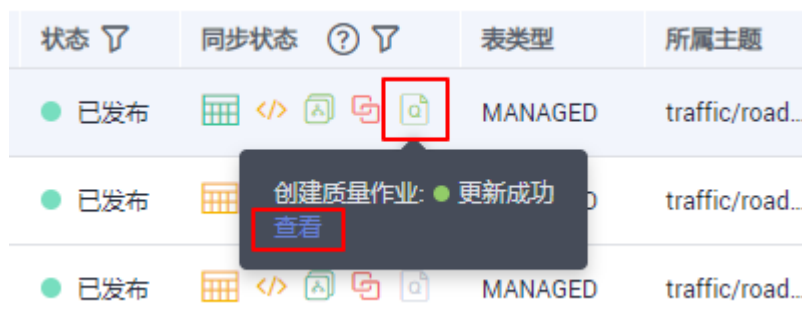 状态 同步状态 ? 表类型 所属主题
已发布 </> Q MANAGED traffic/road...
创建质量作业: 更新成功
查看
已发布 traffic/road...
已发布 </> Q MANAGED traffic/road...